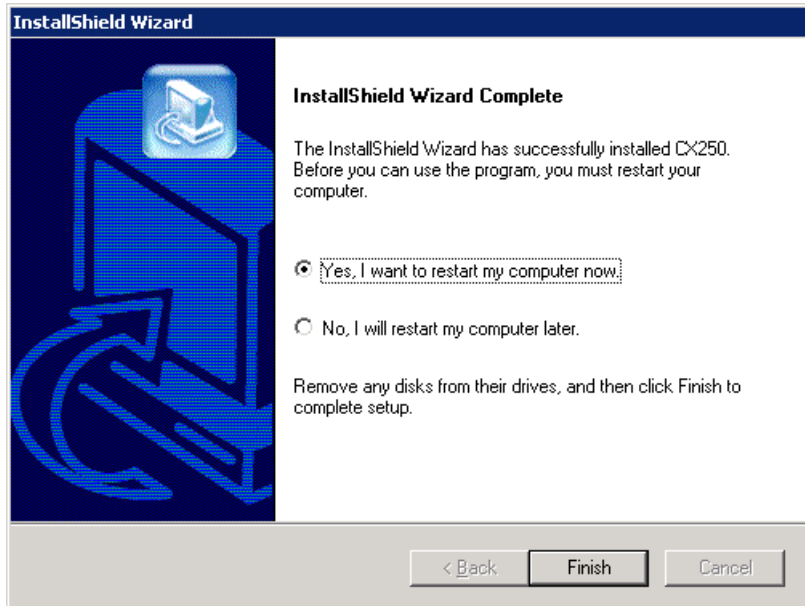 InstallShield Wizard
InstallShield Wizard Complete
The InstallShield Wizard has successfully installed CX250.
Before you can use the program, you must restart your
computer.
Yes, I want to restart my computer now.
No, I will restart my computer later.
Remove any disks from their drives, and then click Finish to
complete setup.
< Back
Finish
Cancel